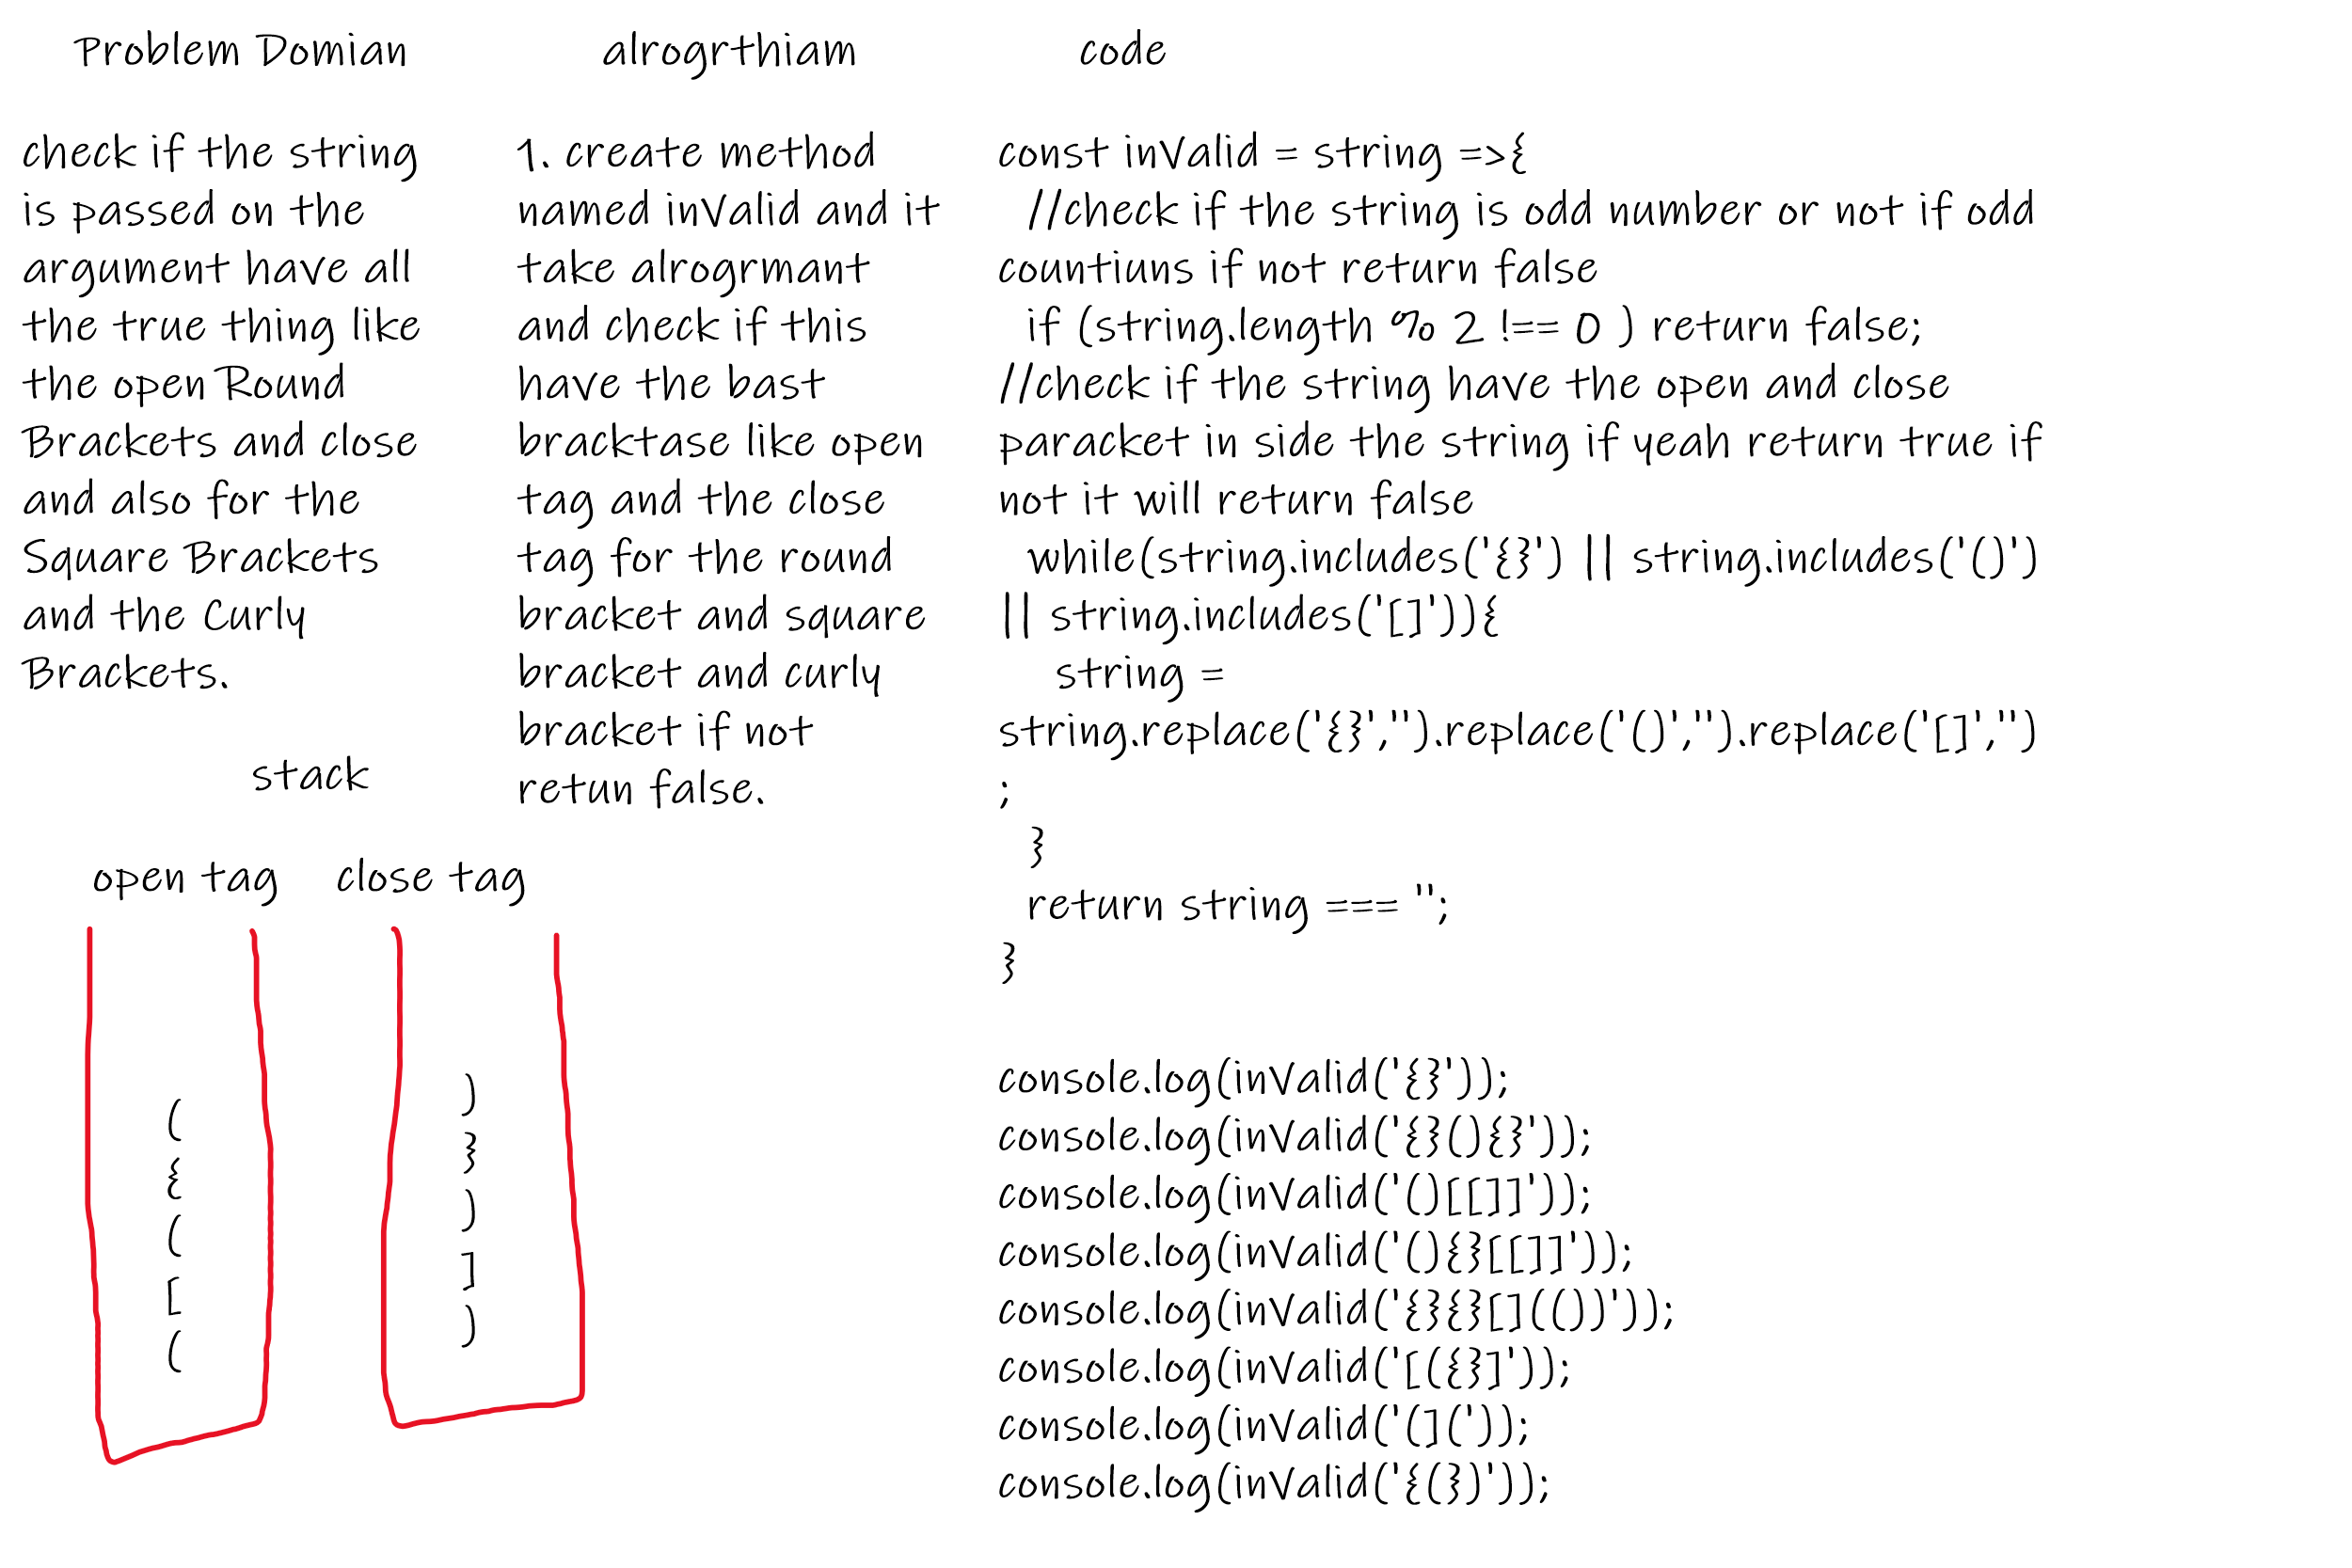 Problem Domian
check if the string
is passed on the
argument have all
the true thing like
the open Round
Brackets and close
and also for the
Square Brackets
and the Curly
Brackets.
stack
open tag
(
{
(
[
(
close tag
)
}
)
]
)
alrogrthiam
1. create method
named inValid and it
take alrogrmant
and check if this
have the bast
bracktase like open
tag and the close
tag for the round
bracket and square
bracket and curly
bracket if not
retun false.
code
const inValid = string =>{
//check if the string is odd number or not if odd
countiuns if not return false
if (string.length % 2 !== 0 ) return false;
//check if the string have the open and close
paracket in side the string if yeah return true if
not it will return false
while(string.includes('{}') || string.includes('()')
|| string.includes('[]')){
string =
string.replace('{}','').replace('()','').replace('[]','')
;
}
return string === '';
}
console.log(inValid('{}'));
console.log(inValid('{}(){}'));
console.log(inValid('()[[]]'));
console.log(inValid('(){}[[]]'));
console.log(inValid('{}{}[](())'));
console.log(inValid('[({}]'));
console.log(inValid('(]('));
console.log(inValid('{(})'));